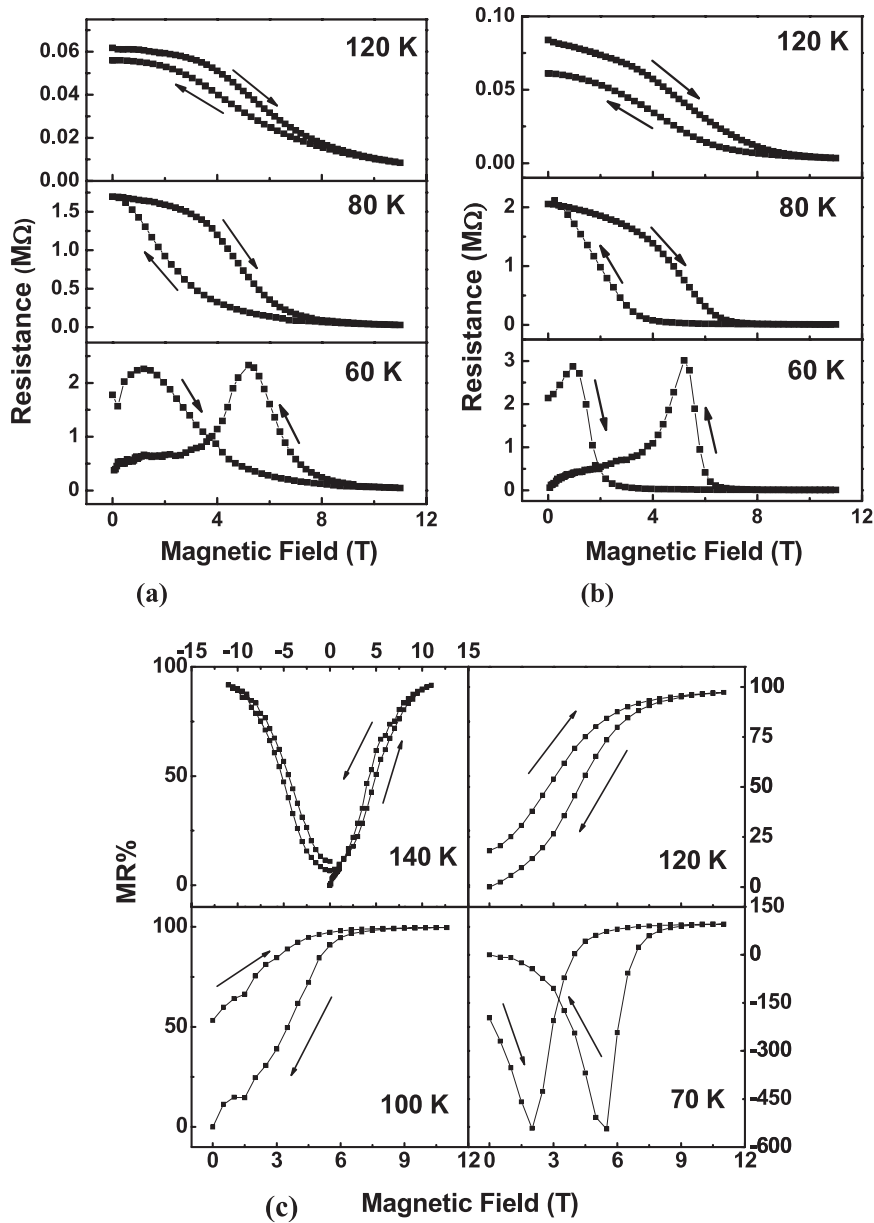 0.06
0.04
0.02
0.00
120 K
1.5
1.0
0.5
0.0
80 K
2
1
0
60 K
0 4 8 12
Resistance (MΩ)
Magnetic Field (T)
(a)
0.10
0.05
0.00
120 K
2
1
0
80 K
3
2
1
0
60 K
0 4 8 12
Resistance (MΩ)
Magnetic Field (T)
(b)
-15 -10 -5 0 5 10 15
100
50
0
140 K
100
75
50
25
0
120 K
MR%
100
50
0
100 K
150
0
-150
-300
-450
-600
70 K
0 3 6 9 12
0 3 6 9 12
Magnetic Field (T)
(c)